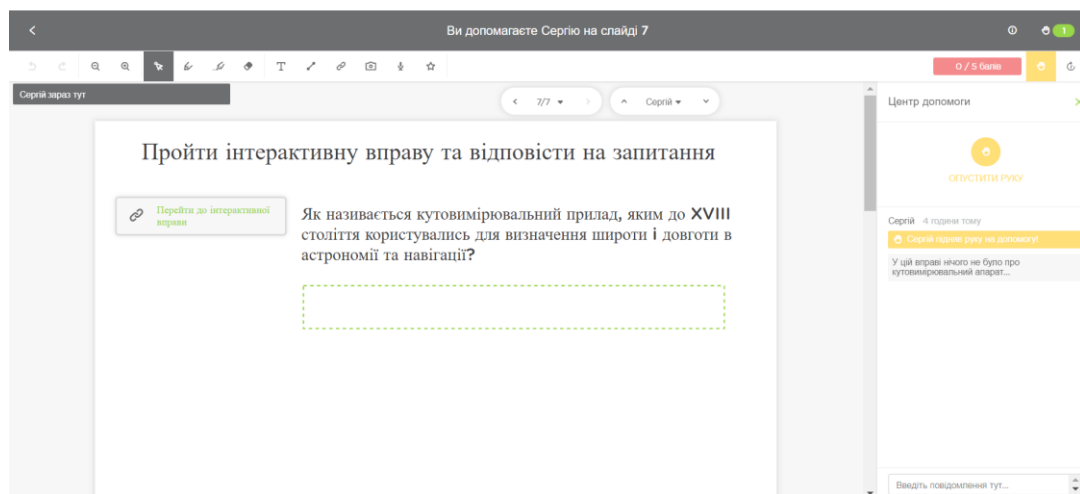 Ви допомагаєте Сергію на слайді 7
1
T
0 / 5 балів
Сергій зараз тут
7/7
Сергій
Центр допомоги
Пройти інтерактивну вправу та відповісти на запитання
ОПУСТИТИ РУКУ
Перейти до інтерактивної
вправи
Як називається кутовимірювальний прилад, яким до XVIII
століття користувались для визначення широти і довготи в
астрономії та навігації?
Сергій 4 години тому
Сергій підняв руку на допомогу!
У цій вправі нічого не було про
кутовимірювальний апарат...
Введіть повідомлення тут...